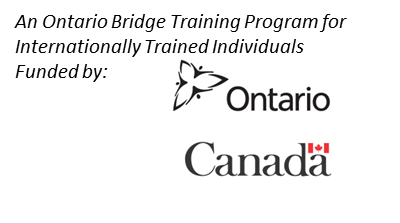 An Ontario Bridge Training Program for
Internationally Trained Individuals
Funded by:
Ontario
Canada